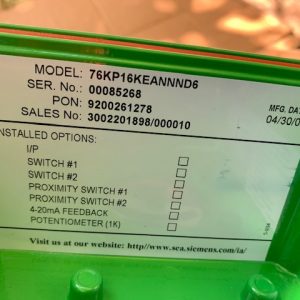 MODEL: 76KP16KEANNND6
SER. No.: 00085268
PON: 9200261278
SALES No: 3002201898/000010
MFG. DA
04/30/0
NSTALLED OPTIONS:
I/P
SWITCH #1
SWITCH #2
PROXIMITY SWITCH #1
PROXIMITY SWITCH #2
4-20mA FEEDBACK
POTENTIOMETER (1K)
Visit us at our website: http//www.sea.siemens.com/ia/